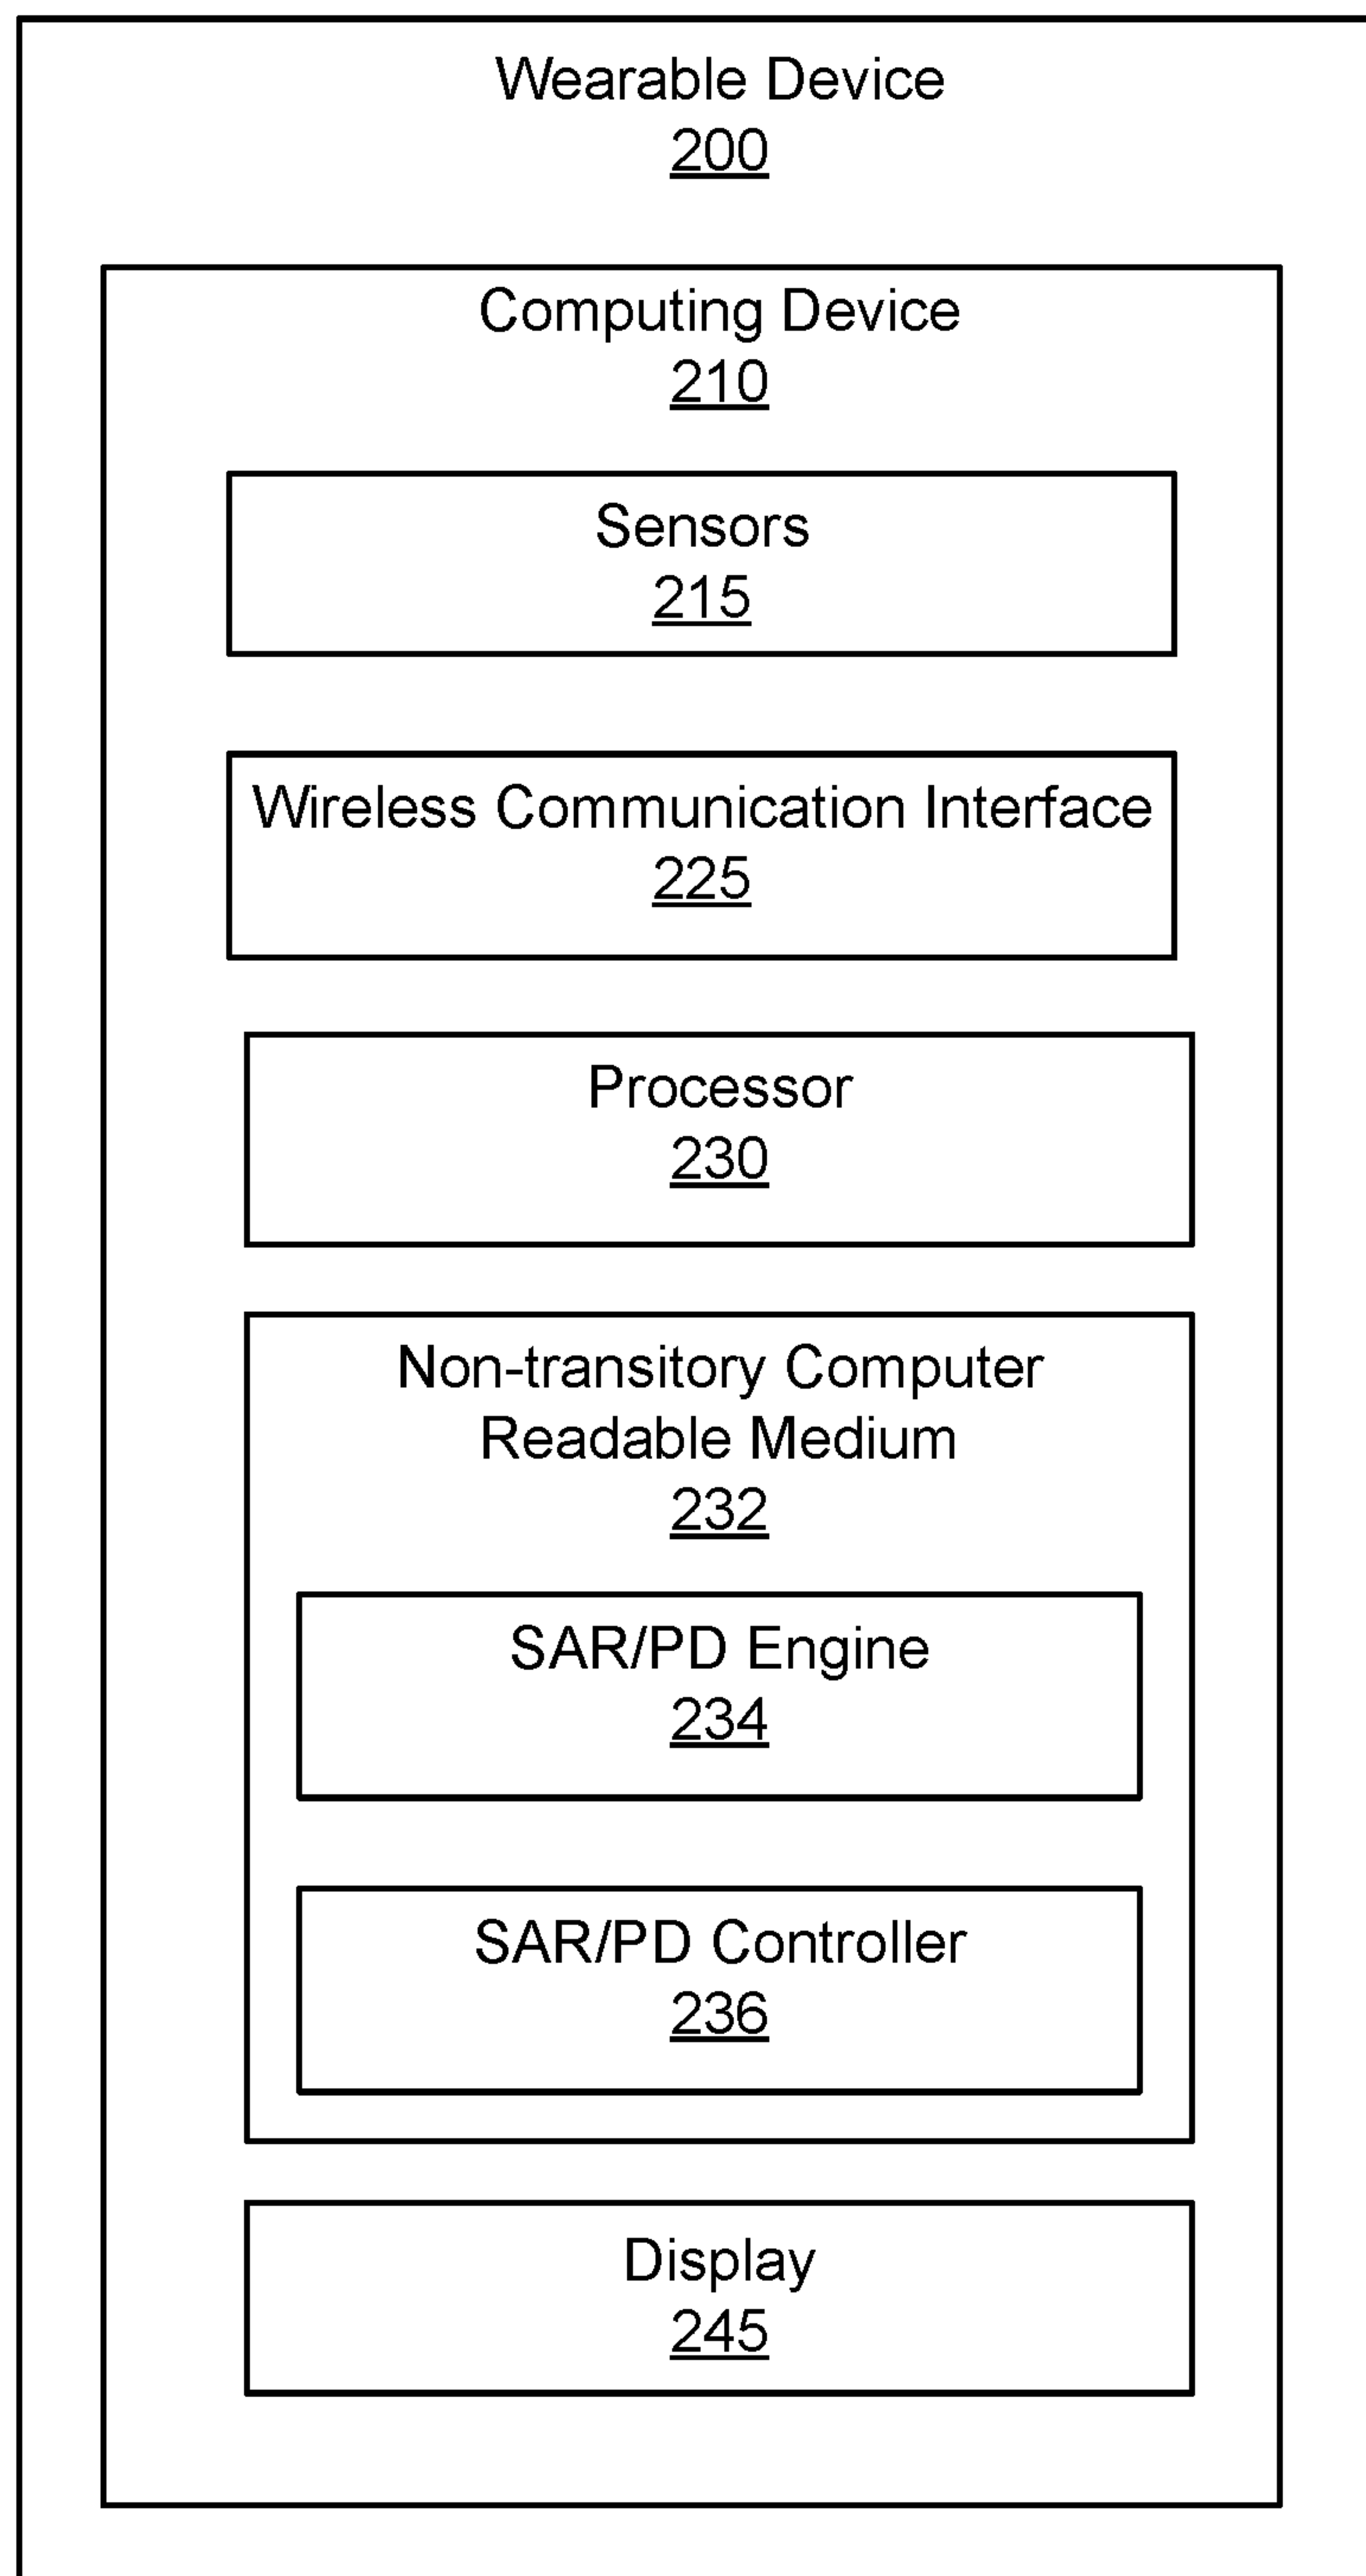 Wearable Device
200
Computing Device
210
Sensors
215
Wireless Communication Interface
225
Processor
230
Non-transitory Computer
Readable Medium
232
SAR/PD Engine
234
SAR/PD Controller
236
Display
245